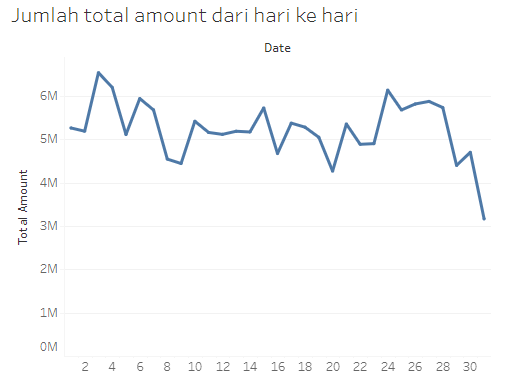 Jumlah total amount dari hari ke hari
Date
6M
5M
4M
3M
2M
1M
0M
Total Amount
2 4 6 8 10 12 14 16 18 20 22 24 26 28 30